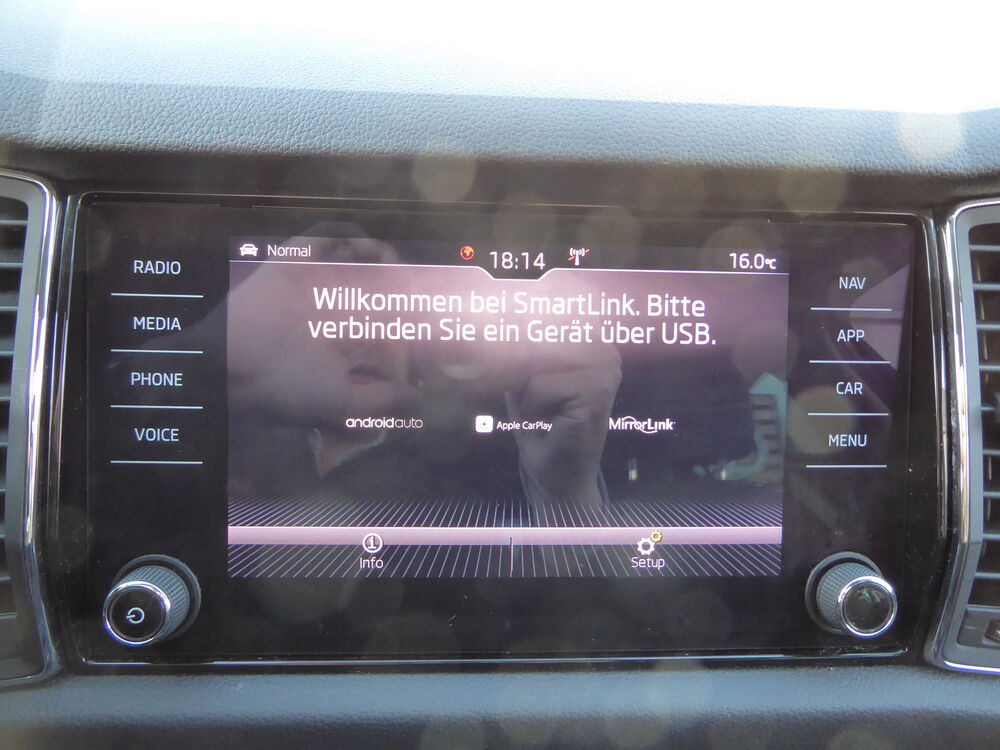 Normal
18:14
16.0°C
Willkommen bei SmartLink. Bitte
verbinden Sie ein Gerät über USB.
androidauto
Apple CarPlay
MirrorLink
Info
Setup
RADIO
MEDIA
PHONE
VOICE
NAV
APP
CAR
MENU